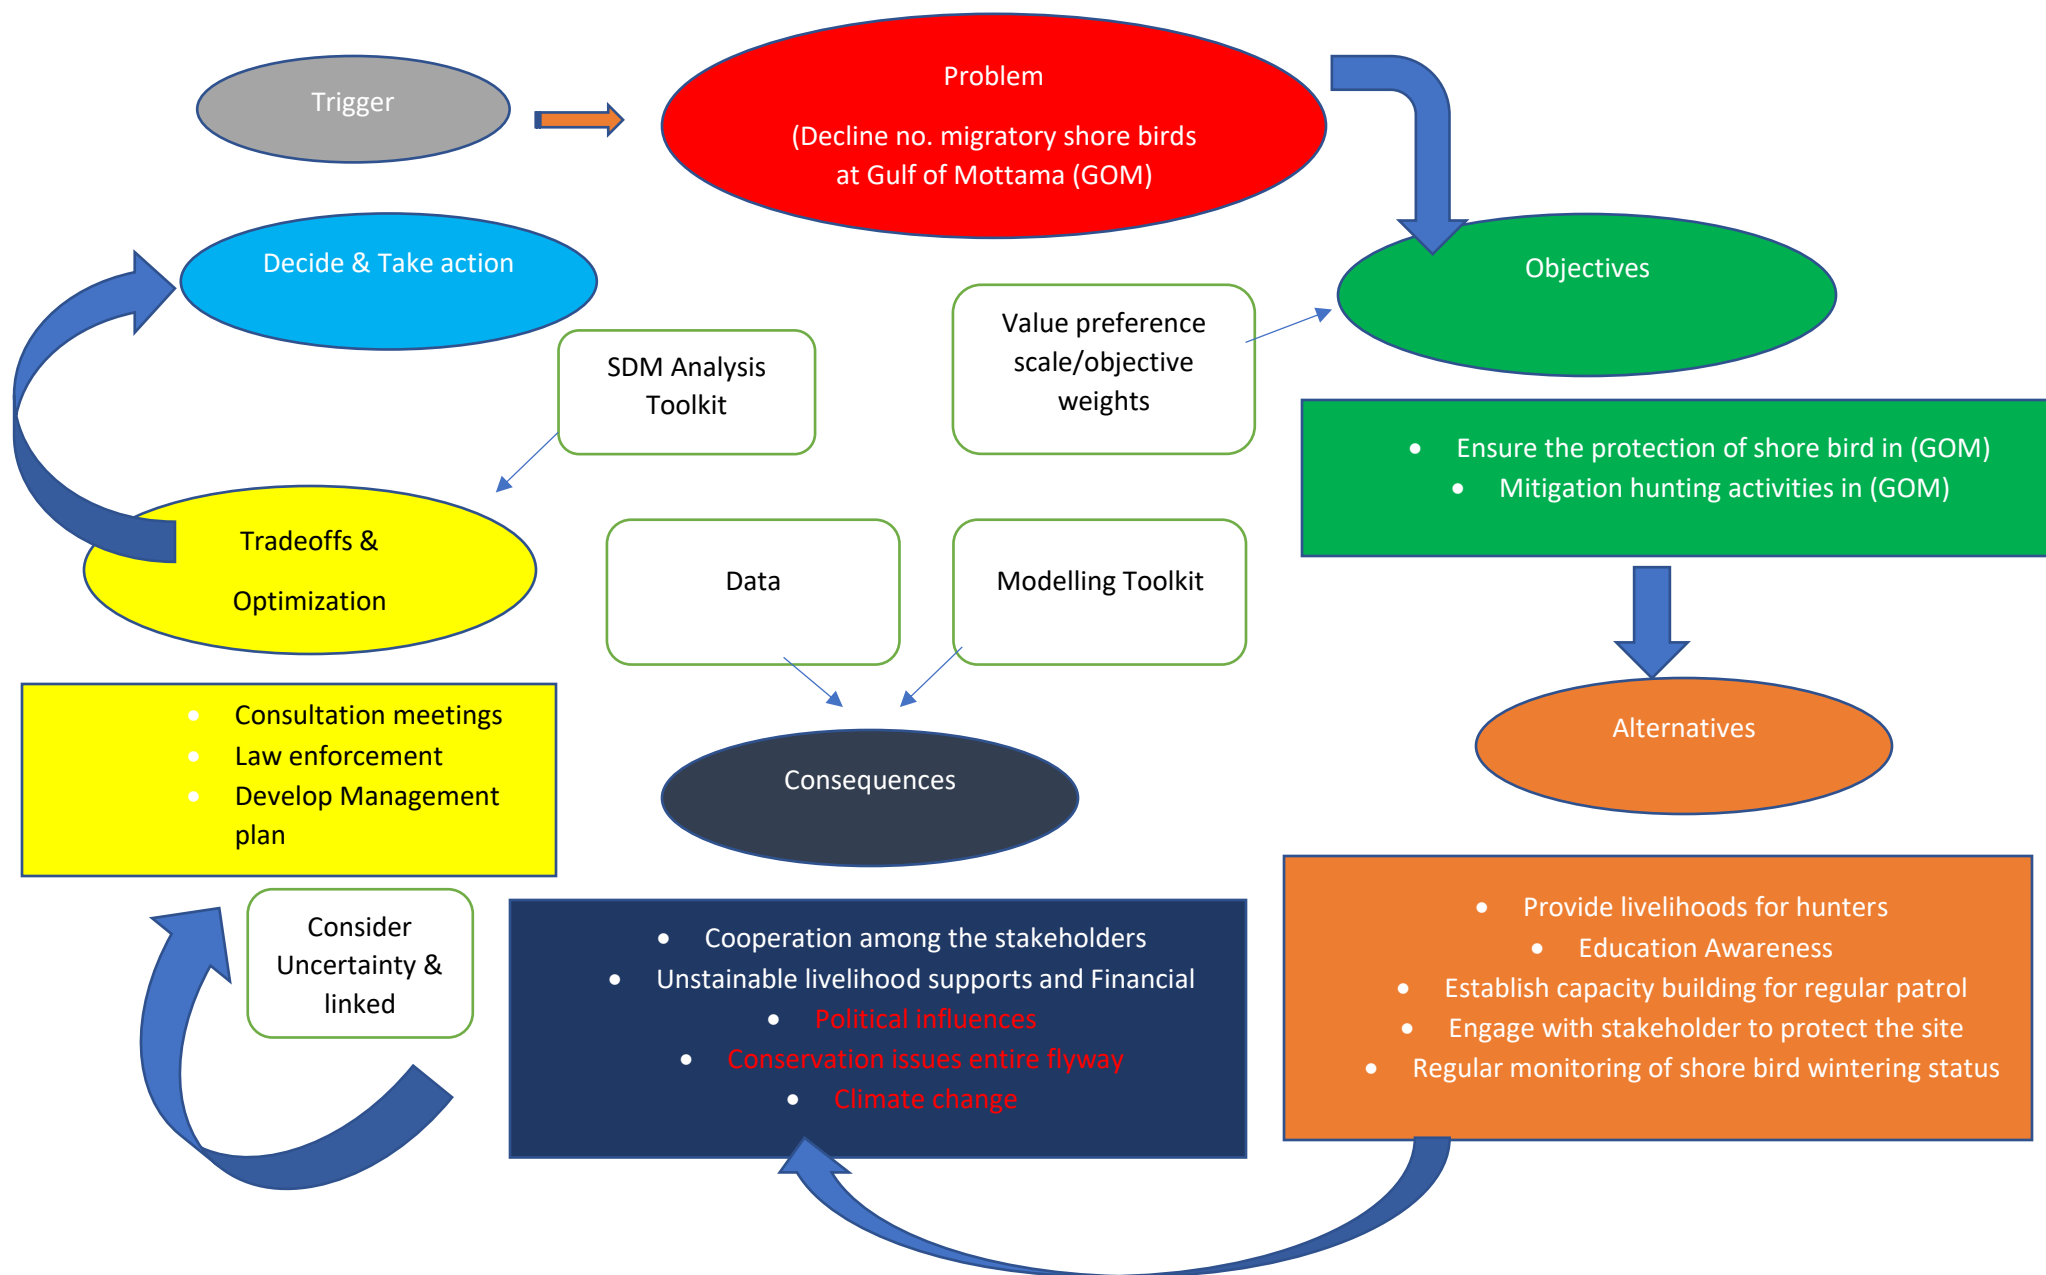 Trigger
Problem
(Decline no. migratory shore birds
at Gulf of Mottama (GOM)
Decide & Take action
Objectives
Value preference
scale/objective
weights
SDM Analysis
Toolkit
• Ensure the protection of shore bird in (GOM)
• Mitigation hunting activities in (GOM)
Tradeoffs &
Optimization
Data
Modelling Toolkit
• Consultation meetings
• Law enforcement
• Develop Management
plan
Consequences
Alternatives
Consider
Uncertainty &
linked
• Cooperation among the stakeholders
• Unstainable livelihood supports and Financial
• Political influences
• Conservation issues entire flyway
• Climate change
• Provide livelihoods for hunters
• Education Awareness
• Establish capacity building for regular patrol
• Engage with stakeholder to protect the site
• Regular monitoring of shore bird wintering status